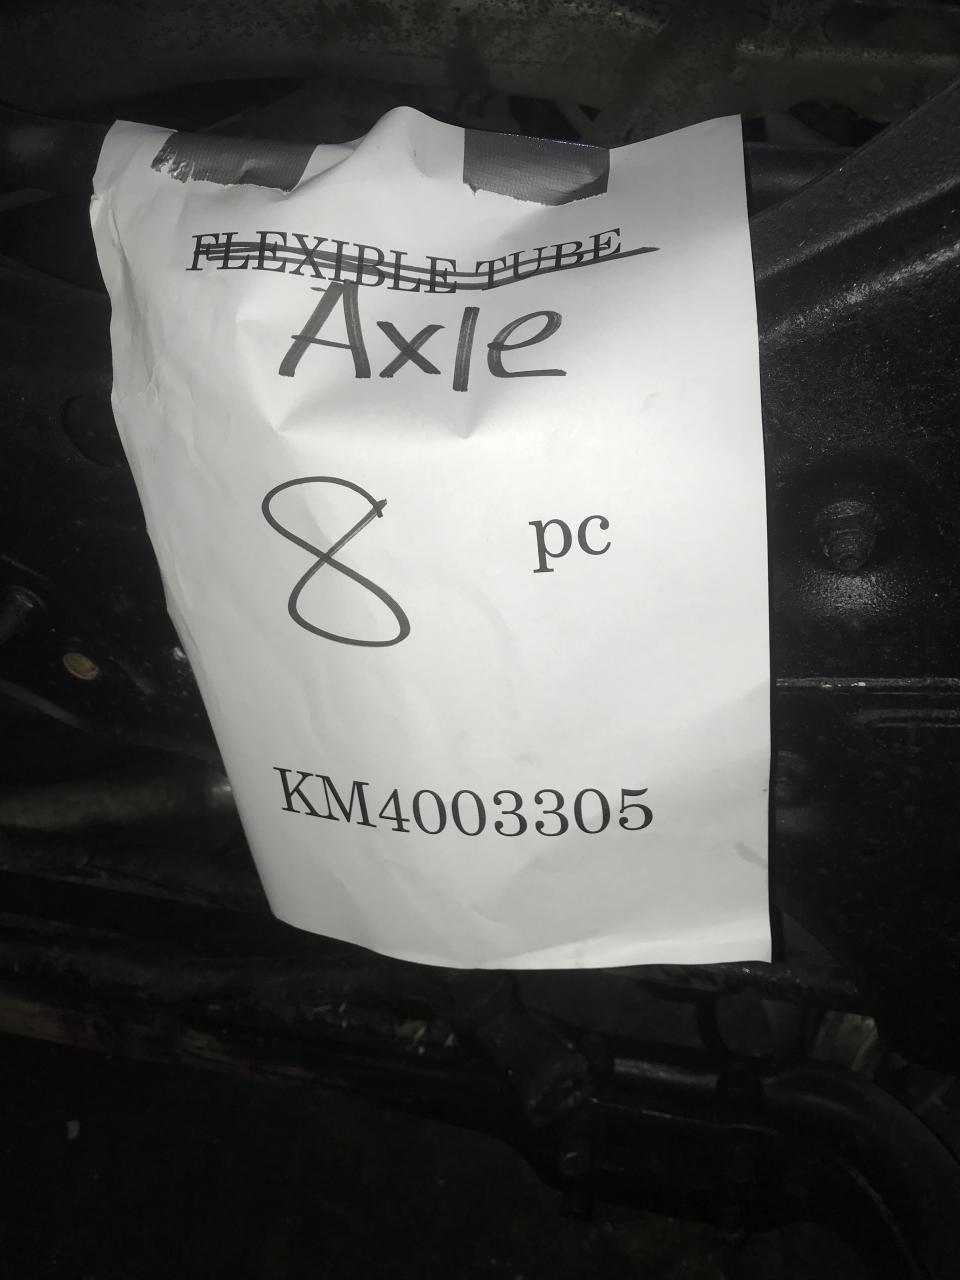 FLEXIBLE TUBE
Axle
8 pc
KM4003305